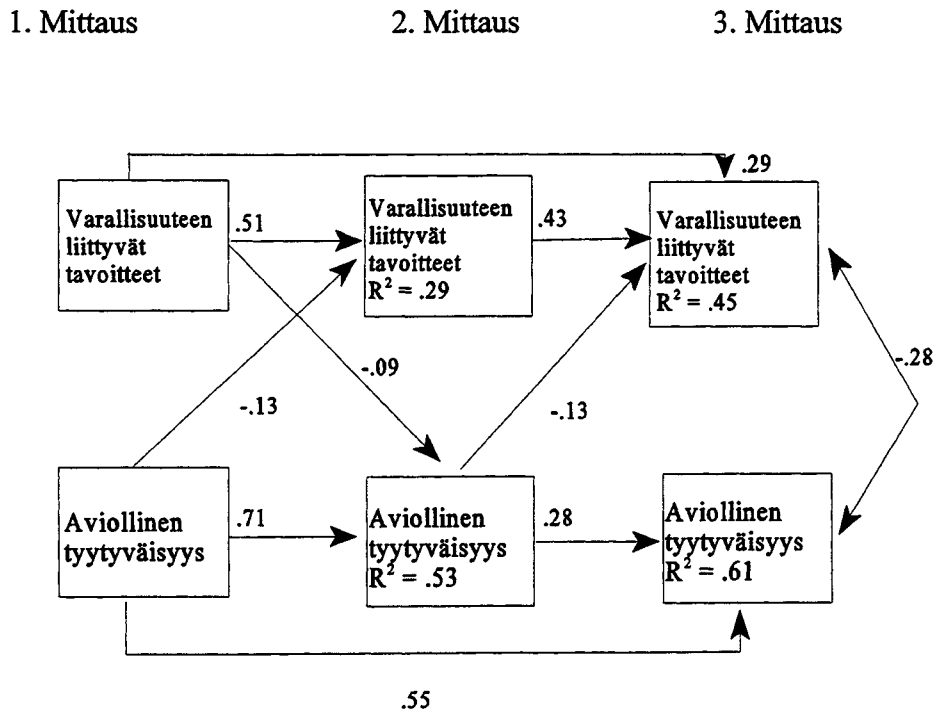 1. Mittaus
2. Mittaus
3. Mittaus
.29
Varallisuuteen
liittyvät
tavoitteet
.51
Varallisuuteen
liittyvät
tavoitteet
R² = .29
.43
Varallisuuteen
liittyvät
tavoitteet
R² = .45
-.09
-.28
-.13
-.13
Aviollinen
tyytyväisyys
.71
Aviollinen
tyytyväisyys
R² = .53
.28
Aviollinen
tyytyväisyys
R² = .61
.55